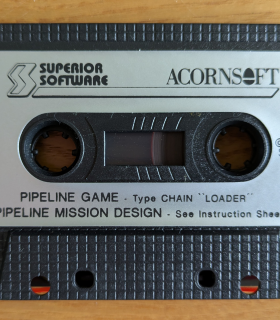 SUPERIOR ACORNSOFT
SOFTWARE
PIPELINE GAME - Type CHAIN "LOADER"
PIPELINE MISSION DESIGN - See Instruction Shee